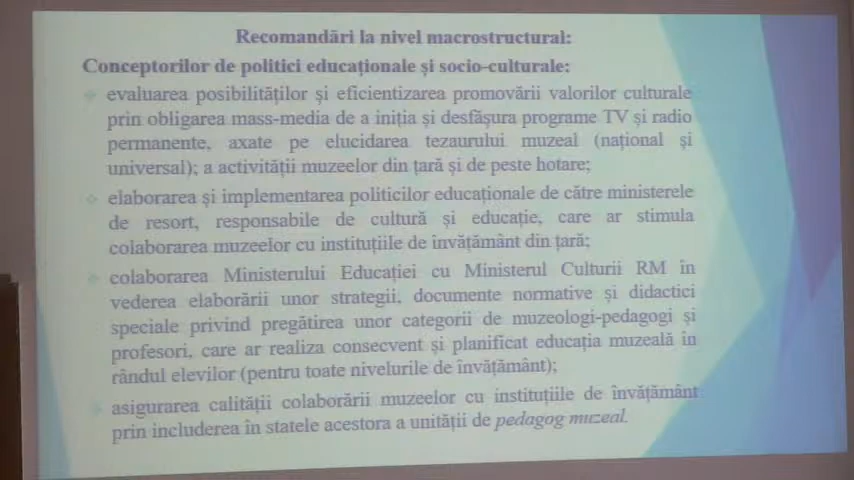 Recomandări la nivel macrostructural:
Conceptorilor de politici educaționale și socio-culturale:
evaluarea posibilităților și eficientizarea promovării valorilor culturale
prin obligarea mass-media de a iniția și desfășura programe TV și radio
permanente, axate pe elucidarea tezaurului muzeal (național și
universal); a activității muzeelor din țară și de peste hotare;
elaborarea și implementarea politicilor educaționale de către ministerele
de resort, responsabile de cultură și educație, care ar stimula
colaborarea muzeelor cu instituțiile de învățământ din țară;
colaborarea Ministerului Educației cu Ministerul Culturii RM în
vederea elaborării unor strategii, documente normative și didactici
speciale privind pregătirea unor categorii de muzeologi-pedagogi și
profesori, care ar realiza consecvent și planificat educația muzeală în
rândul elevilor (pentru toate nivelurile de învățământ);
asigurarea calității colaborării muzeelor cu instituțiile de învățământ
prin includerea în statele acestora a unității de pedagog muzeal.